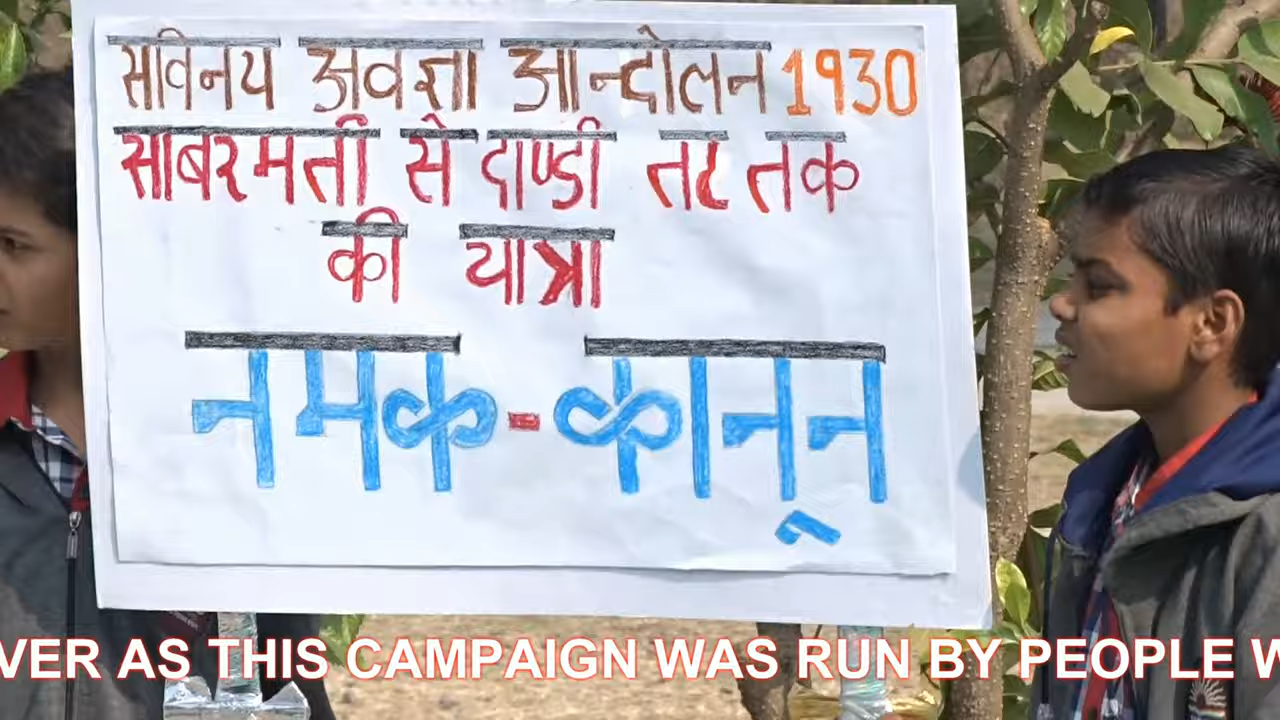 सविनय अवज्ञा आन्दोलन 1930
साबरमती से दाण्डी तट तक
की यात्रा
नमक-कानून
VER AS THIS CAMPAIGN WAS RUN BY PEOPLE W